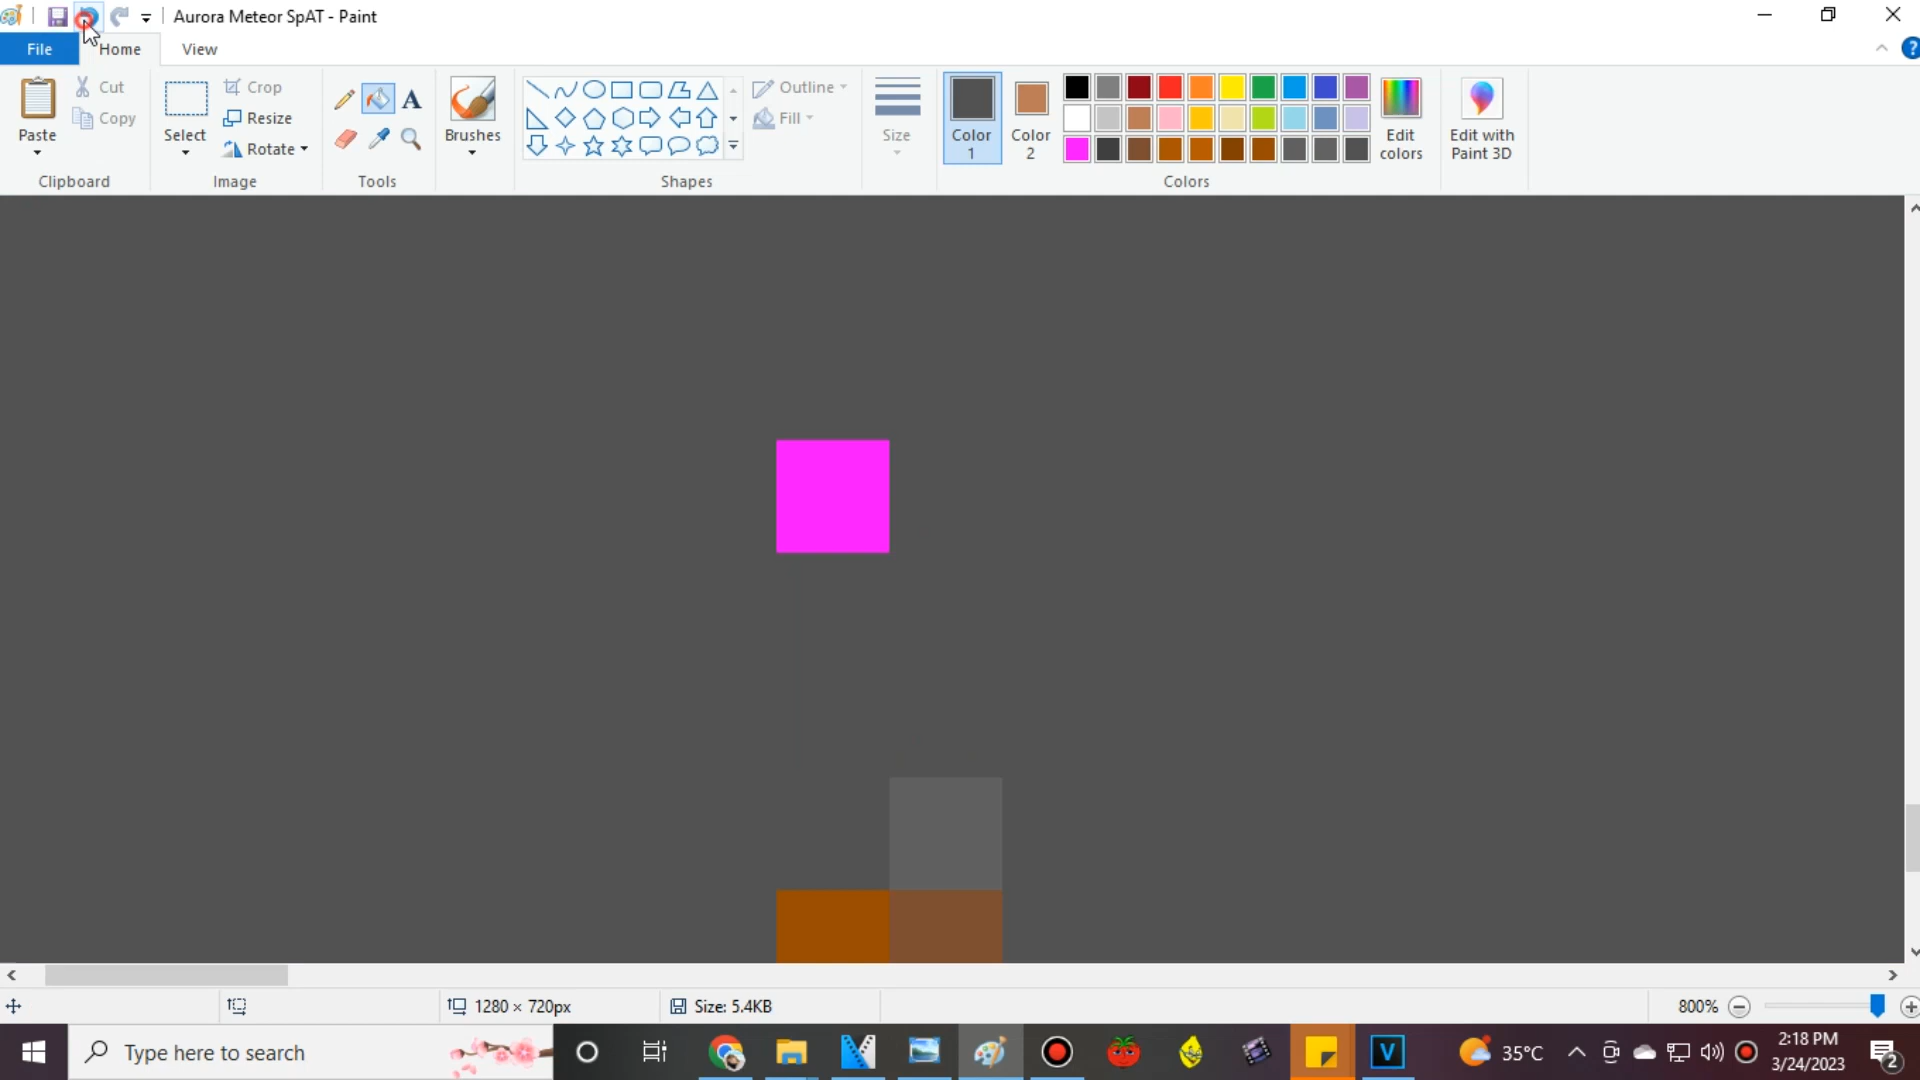 Aurora Meteor SpAT - Paint
File Home View
Paste Cut Copy
Clipboard
Select Crop Resize Rotate
Image
A
Tools
Brushes
Shapes
Outline
Fill
Size
Color 1
Color 2
Colors
Edit colors
Edit with Paint 3D
?
1280 × 720px
Size: 5.4KB
800%
Type here to search
V
35°C
2:18 PM
3/24/2023
2